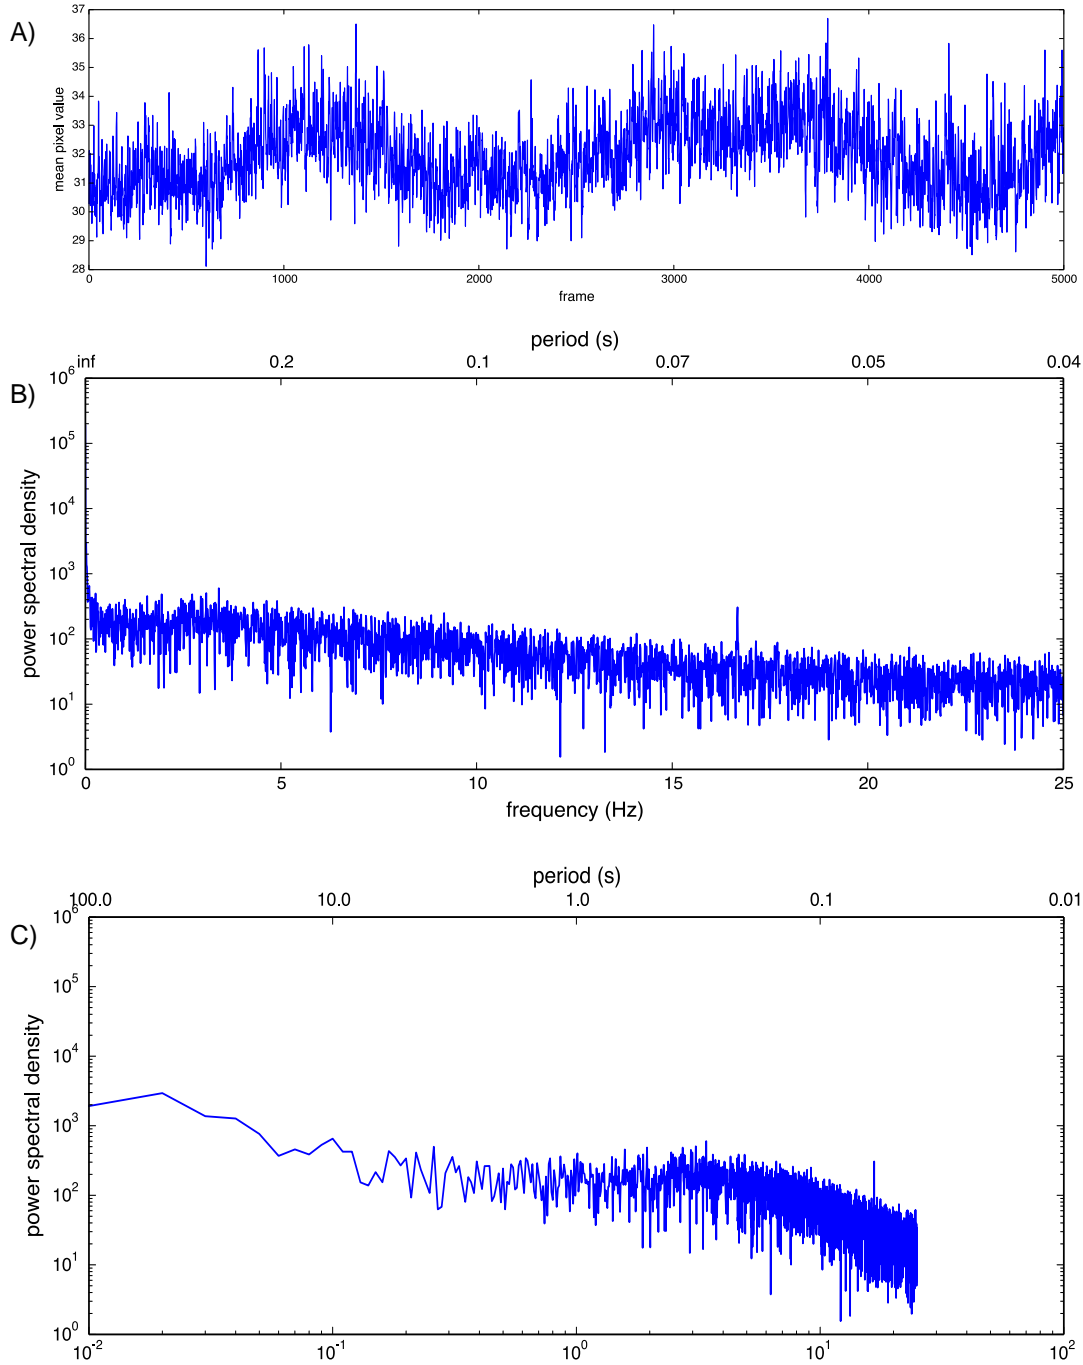 A)
37
36
35
34
33
32
31
30
29
28
mean pixel value
0 1000 2000 3000 4000 5000
frame
period (s)
inf 0.2 0.1 0.07 0.05 0.04
B)
10^6
10^5
10^4
10^3
10^2
10^1
10^0
power spectral density
0 5 10 15 20 25
frequency (Hz)
period (s)
100.0 10.0 1.0 0.1 0.01
C)
10^6
10^5
10^4
10^3
10^2
10^1
10^0
power spectral density
10^-2 10^-1 10^0 10^1 10^2